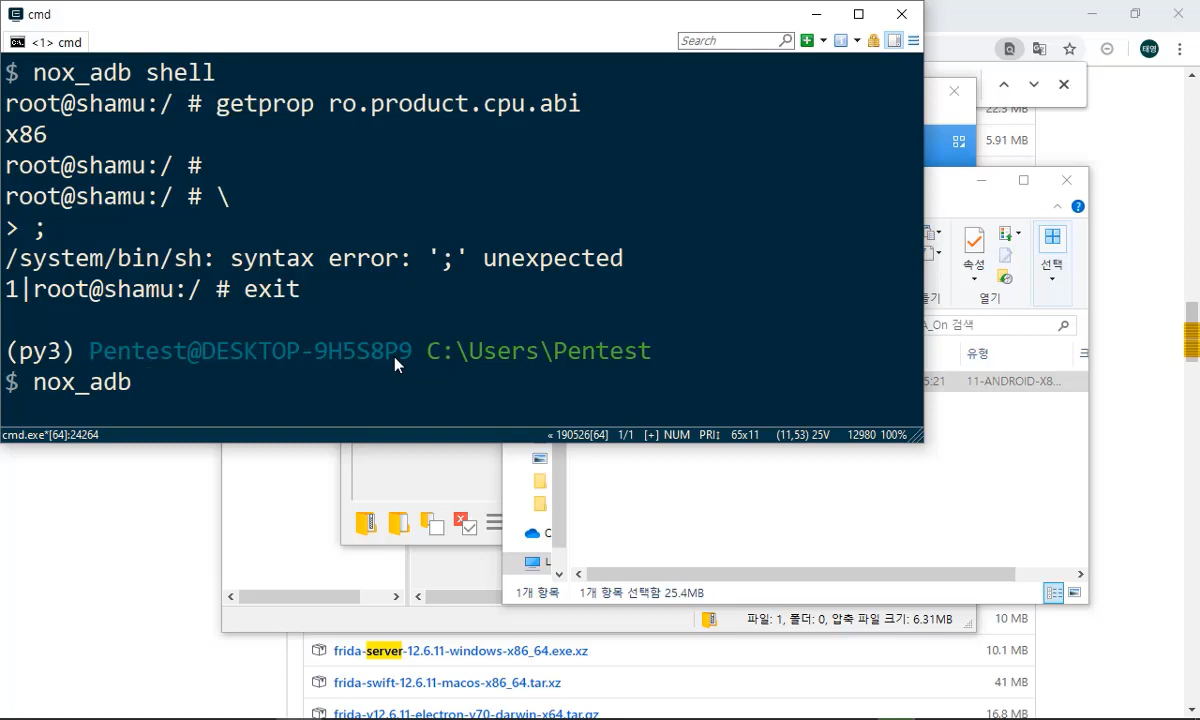 cmd
<1> cmd
Search
$ nox_adb shell
root@shamu:/ # getprop ro.product.cpu.abi
x86
root@shamu:/ #
root@shamu:/ # \
> ;
/system/bin/sh: syntax error: ';' unexpected
1|root@shamu:/ # exit
(py3) Pentest@DESKTOP-9H5S8P9 C:\Users\Pentest
$ nox_adb
cmd.exe*[64]:24264
« 190526[64] 1/1 [+] NUM PRI↕ 65x11 (11,53) 25V 12980 100%
태영
22.3 MB
5.91 MB
속성
선택
열기
_On 검색
유형
5:21 11-ANDROID-X8...
1개 항목 1개 항목 선택함 25.4MB
파일: 1, 폴더: 0, 압축 파일 크기: 6.31MB
10 MB
frida-server-12.6.11-windows-x86_64.exe.xz
10.1 MB
frida-swift-12.6.11-macos-x86_64.tar.xz
41 MB
frida-v12.6.11-electron-v70-darwin-x64.tar.gz
16.8 MB